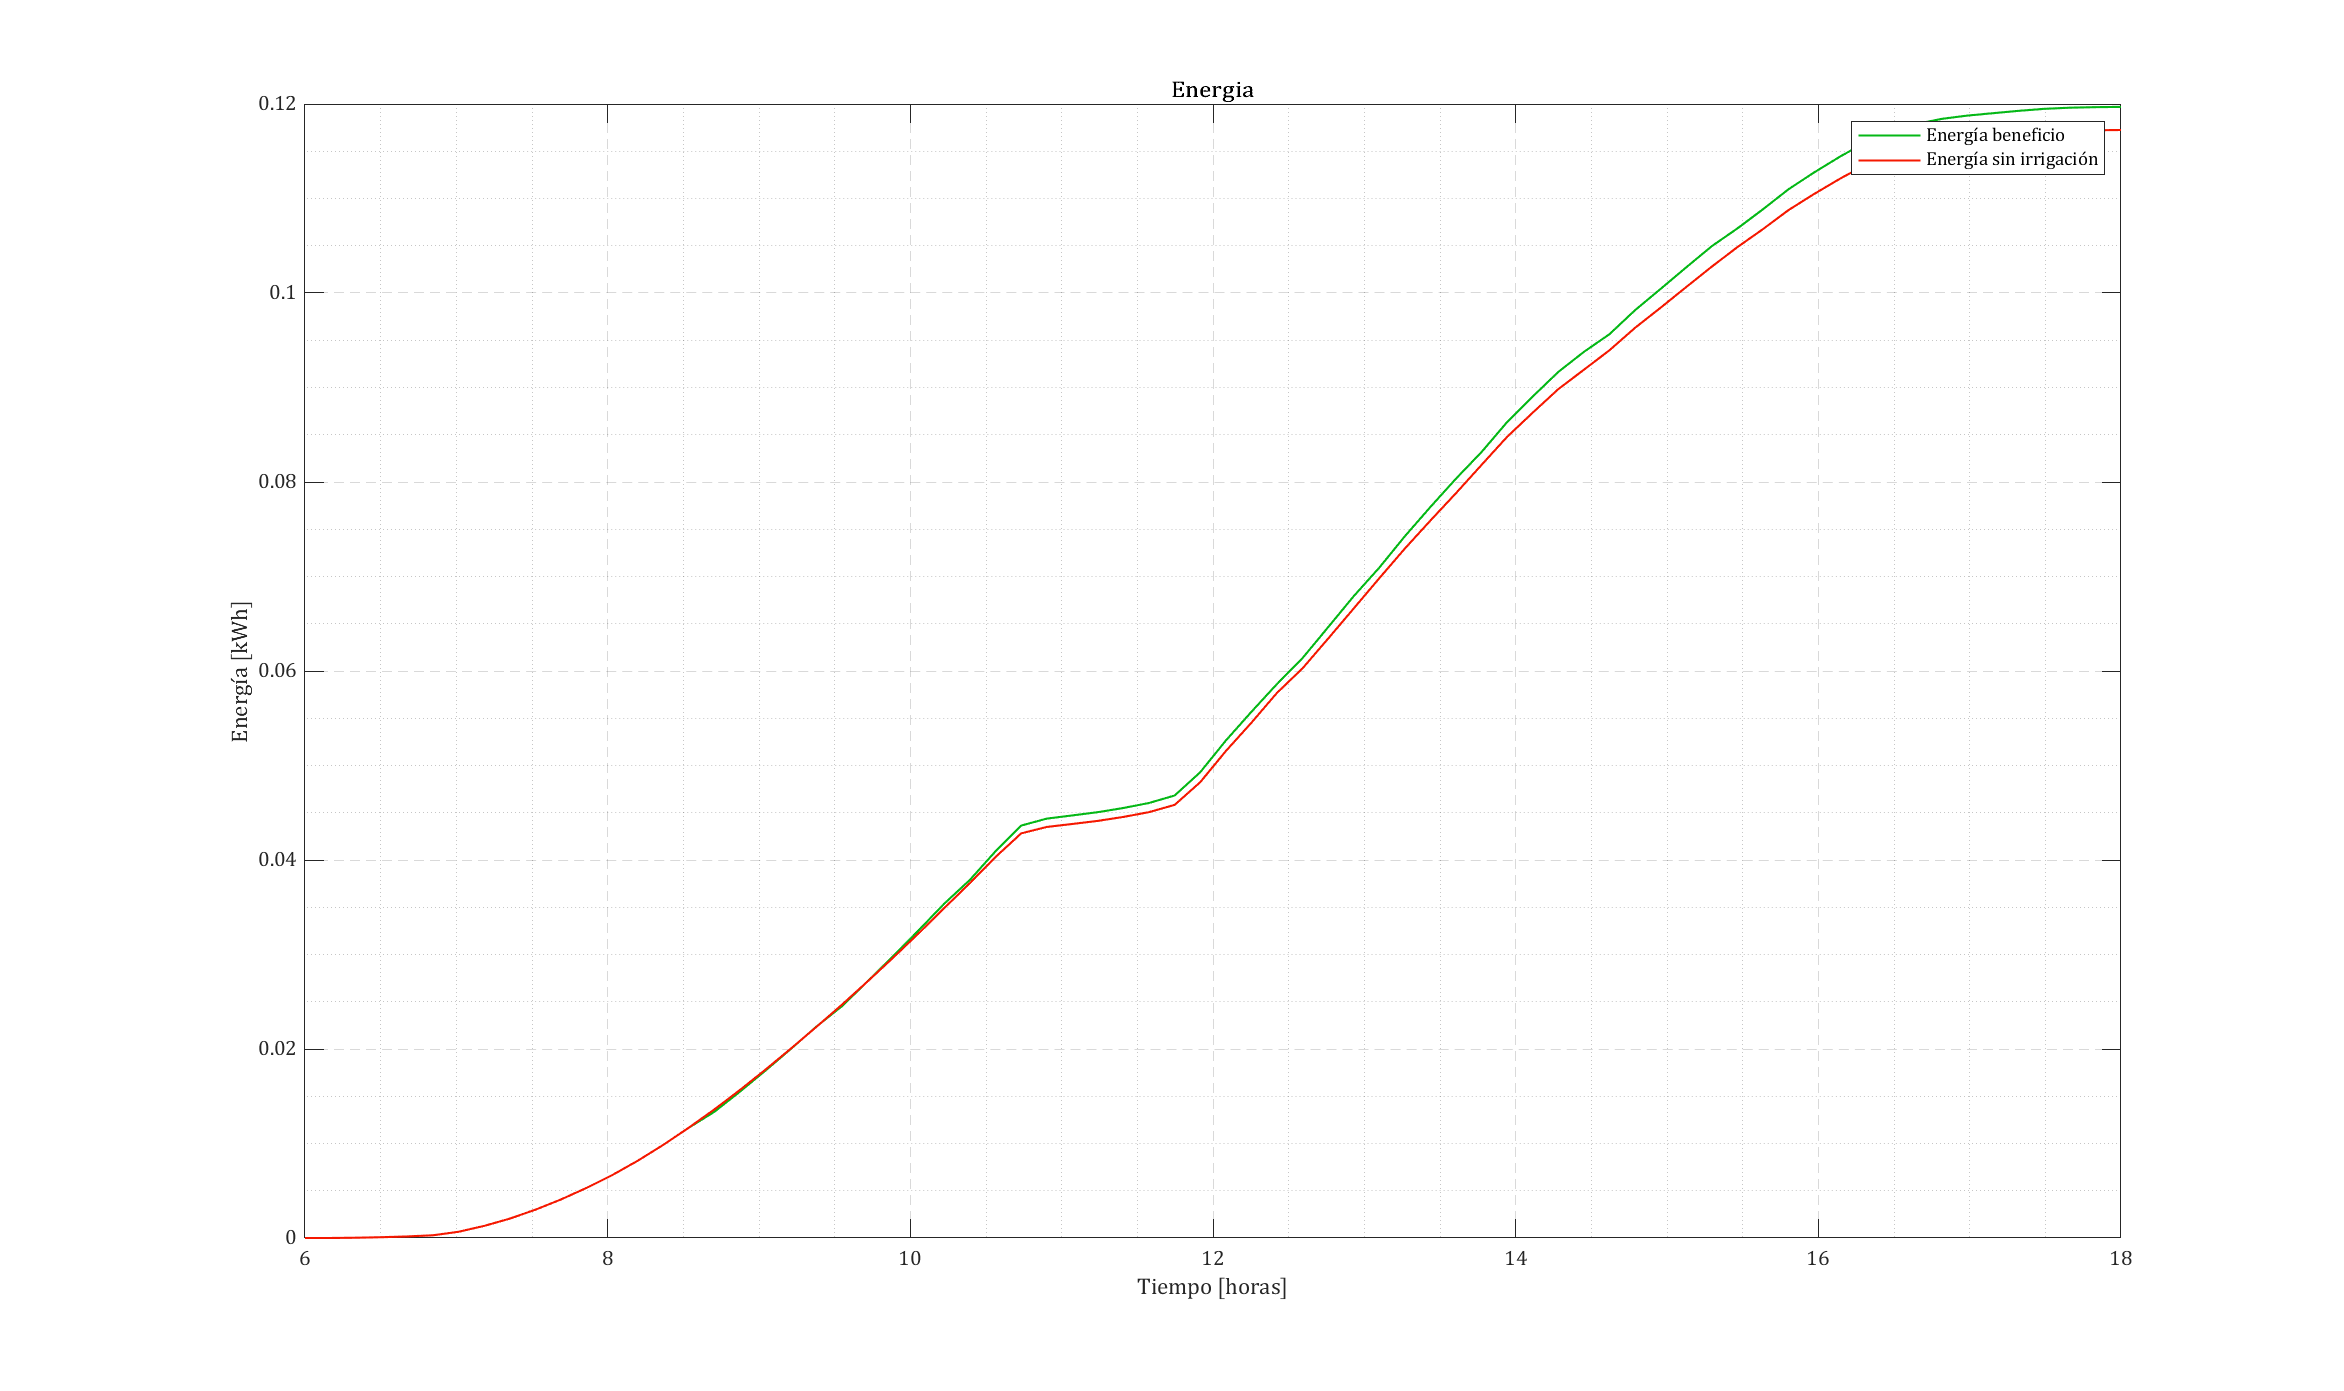 Energia
0.12
0.1
0.08
0.06
0.04
0.02
0
Energía [kWh]
Energía beneficio
Energía sin irrigación
6 8 10 12 14 16 18
Tiempo [horas]